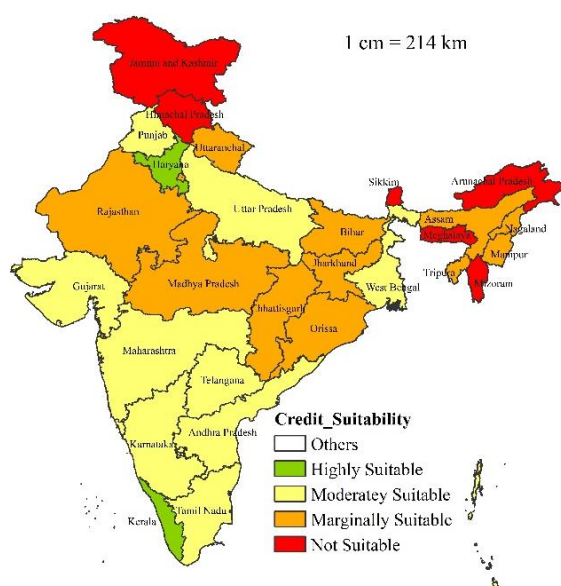 1 cm = 214 km
Jammu and Kashmir
Himachal Pradesh
Punjab
Uttaranchal
Haryana
Sikkim
Arunachal Pradesh
Rajasthan
Uttar Pradesh
Assam
Nagaland
Bihar
Meghalaya
Manipur
Jharkhand
Tripura
Gujarat
Madhya Pradesh
West Bengal
Mizoram
Chhattisgarh
Orissa
Maharashtra
Telangana
Credit_Suitability
Others
Karnataka
Andhra Pradesh
Highly Suitable
Moderatey Suitable
Kerala
Tamil Nadu
Marginally Suitable
Not Suitable